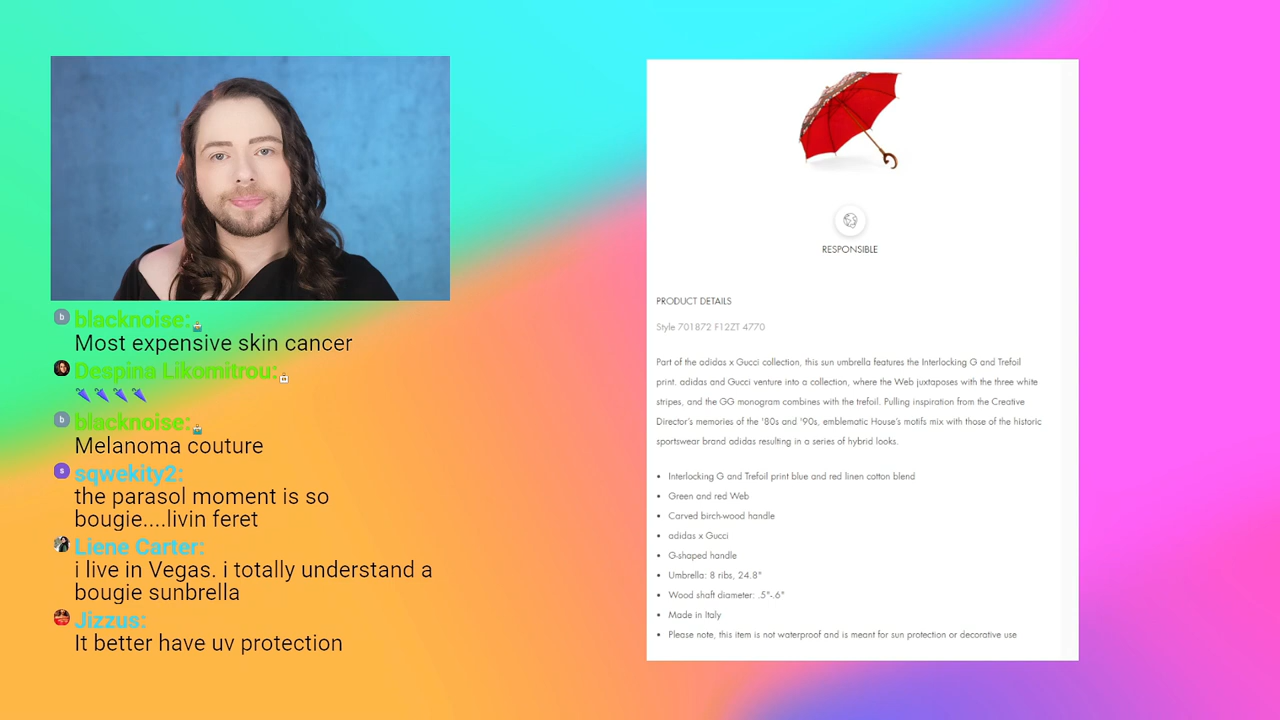 b
blacknoise:
Most expensive skin cancer
Despina Likomitrou:
blacknoise:
b
Melanoma couture
s
sqwekity2:
the parasol moment is so
bougie....livin feret
Liene Carter:
i live in Vegas. i totally understand a
bougie sunbrella
Jizzus:
It better have uv protection
RESPONSIBLE
PRODUCT DETAILS
Style 701872 F12ZT 4770
Part of the adidas x Gucci collection, this sun umbrella features the Interlocking G and Trefoil
print. adidas and Gucci venture into a collection, where the Web juxtaposes with the three white
stripes, and the GG monogram combines with the trefoil. Pulling inspiration from the Creative
Director's memories of the '80s and '90s, emblematic House's motifs mix with those of the historic
sportswear brand adidas resulting in a series of hybrid looks.
• Interlocking G and Trefoil print blue and red linen cotton blend
• Green and red Web
• Carved birch-wood handle
• adidas x Gucci
• G-shaped handle
• Umbrella: 8 ribs, 24.8"
• Wood shaft diameter: .5"-.6"
• Made in Italy
• Please note, this item is not waterproof and is meant for sun protection or decorative use